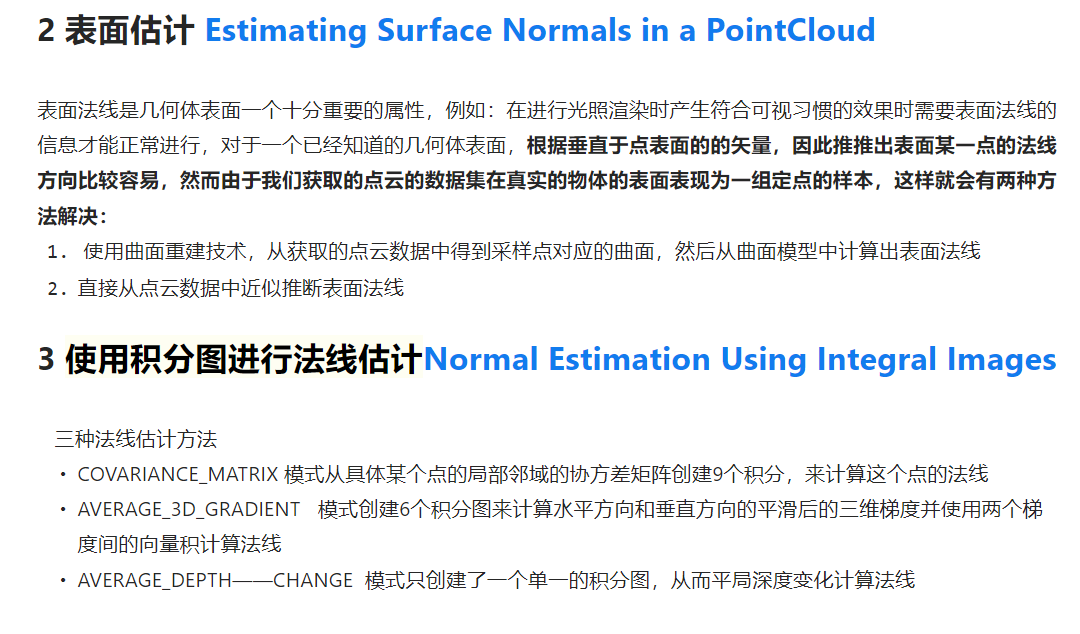 2 表面估计 Estimating Surface Normals in a PointCloud
表面法线是几何体表面一个十分重要的属性，例如：在进行光照渲染时产生符合可视习惯的效果时需要表面法线的
信息才能正常进行，对于一个已经知道的几何体表面，根据垂直于点表面的的矢量，因此推推出表面某一点的法线
方向比较容易，然而由于我们获取的点云的数据集在真实的物体的表面表现为一组定点的样本，这样就会有两种方
法解决：
1. 使用曲面重建技术，从获取的点云数据中得到采样点对应的曲面，然后从曲面模型中计算出表面法线
2. 直接从点云数据中近似推断表面法线
3 使用积分图进行法线估计Normal Estimation Using Integral Images
三种法线估计方法
• COVARIANCE_MATRIX 模式从具体某个点的局部邻域的协方差矩阵创建9个积分，来计算这个点的法线
• AVERAGE_3D_GRADIENT 模式创建6个积分图来计算水平方向和垂直方向的平滑后的三维梯度并使用两个梯
度间的向量积计算法线
• AVERAGE_DEPTH——CHANGE 模式只创建了一个单一的积分图，从而平局深度变化计算法线